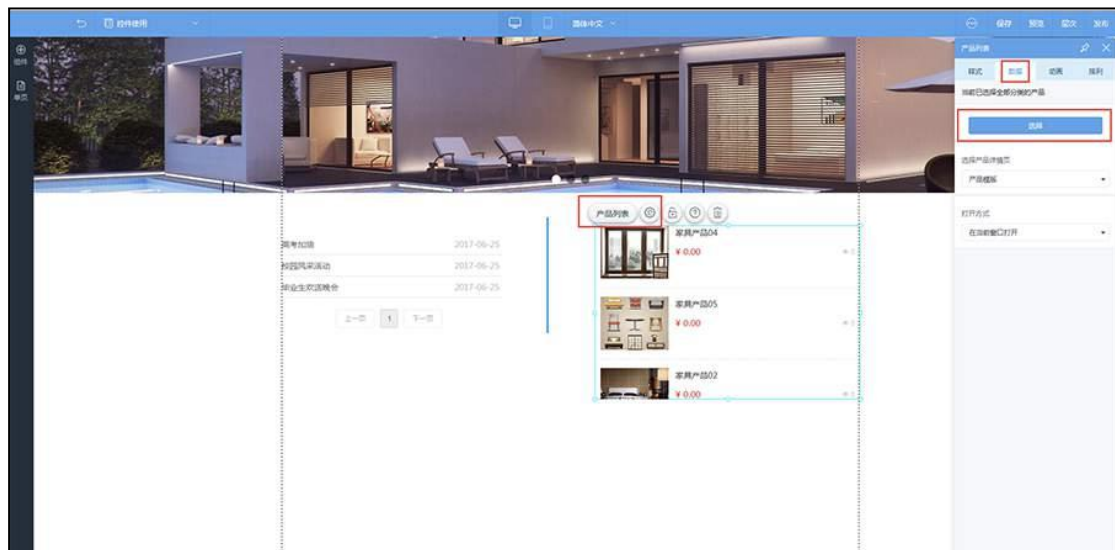 控件使用
简体中文
保存 预览 层次 发布
控件
单页
产品列表
样式 数据 动画 排列
当前已选择全部分类的产品
选择
选择产品详情页
产品模板
打开方式
在当前窗口打开
产品列表
高考加油 2017-06-25
校园风采活动 2017-06-25
毕业生欢送晚会 2017-06-25
上一页 1 下一页
家具产品04
¥ 0.00
家具产品05
¥ 0.00
家具产品02
¥ 0.00